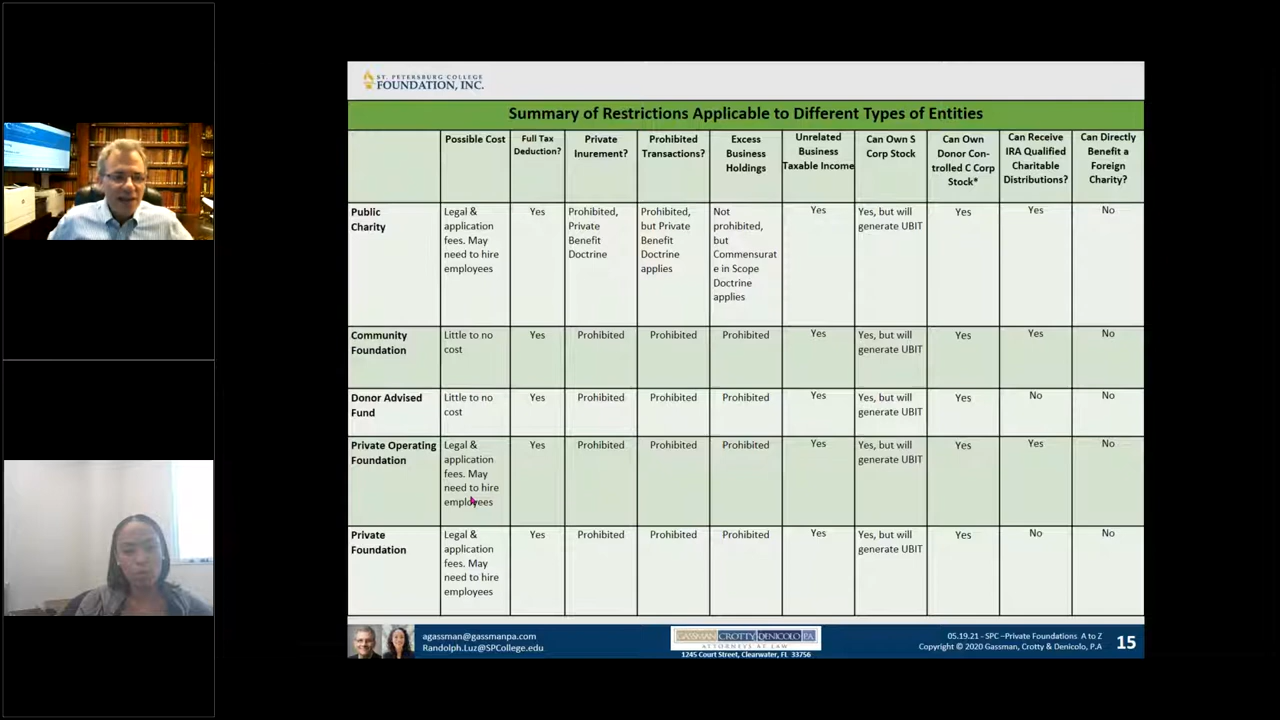 ST. PETERSBURG COLLEGE
FOUNDATION, INC.
Summary of Restrictions Applicable to Different Types of Entities
Possible Cost
Full Tax
Deduction?
Private
Inurement?
Prohibited
Transactions?
Excess
Business
Holdings
Unrelated
Business
Taxable Income
Can Own S
Corp Stock
Can Own
Donor Con-
trolled C Corp
Stock*
Can Receive
IRA Qualified
Charitable
Distributions?
Can Directly
Benefit a
Foreign
Charity?
Public
Charity
Legal &
application
fees. May
need to hire
employees
Yes
Prohibited,
Private
Benefit
Doctrine
Prohibited,
but Private
Benefit
Doctrine
applies
Not
prohibited,
but
Commensurat
e in Scope
Doctrine
applies
Yes
Yes, but will
generate UBIT
Yes
Yes
No
Community
Foundation
Little to no
cost
Yes
Prohibited
Prohibited
Prohibited
Yes
Yes, but will
generate UBIT
Yes
Yes
No
Donor Advised
Fund
Little to no
cost
Yes
Prohibited
Prohibited
Prohibited
Yes
Yes, but will
generate UBIT
Yes
No
No
Private Operating
Foundation
Legal &
application
fees. May
need to hire
employees
Yes
Prohibited
Prohibited
Prohibited
Yes
Yes, but will
generate UBIT
Yes
Yes
No
Private
Foundation
Legal &
application
fees. May
need to hire
employees
Yes
Prohibited
Prohibited
Prohibited
Yes
Yes, but will
generate UBIT
Yes
No
No
agassman@gassmanpa.com
Randolph.Luz@SPCollege.edu
GASSMAN CROTTY DENICOLO PA
ATTORNEYS AT LAW
1245 Court Street, Clearwater, FL 33756
05.19.21 - SPC –Private Foundations A to Z
Copyright © 2020 Gassman, Crotty & Denicolo, P.A
15